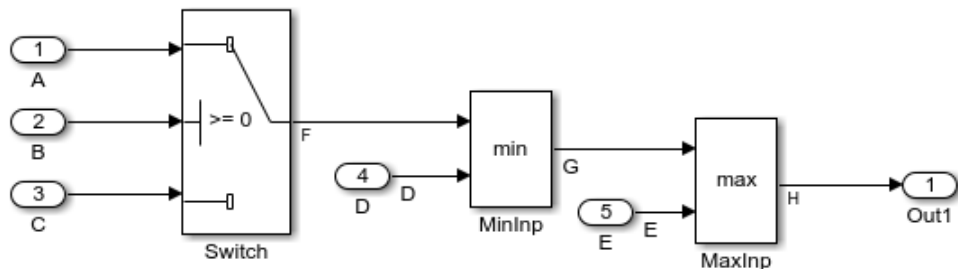 1
A
2
B
3
C
>= 0
Switch
F
4
D
D
min
MinInp
G
5
E
E
max
MaxInp
H
1
Out1